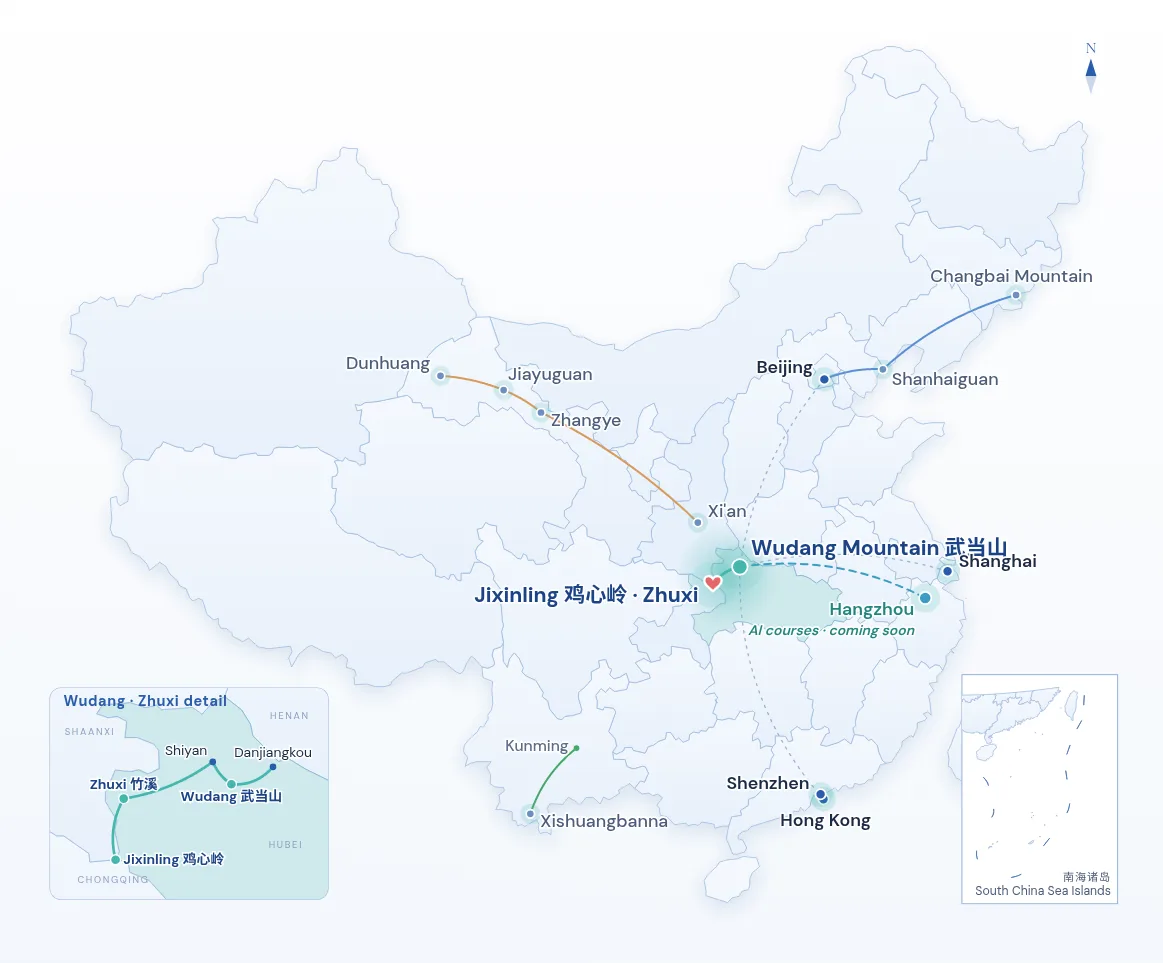 N
Changbai Mountain
Dunhuang
Jiayuguan
Beijing
Shanhaiguan
Zhangye
Xi'an
Wudang Mountain 武当山
Shanghai
Jixinling 鸡心岭 · Zhuxi
Hangzhou
AI courses · coming soon
Kunming
Xishuangbanna
Shenzhen
Hong Kong
Wudang · Zhuxi detail
HENAN
SHAANXI
Shiyan
Danjiangkou
Zhuxi 竹溪
Wudang 武当山
HUBEI
Jixinling 鸡心岭
CHONGQING
南海诸岛
South China Sea Islands